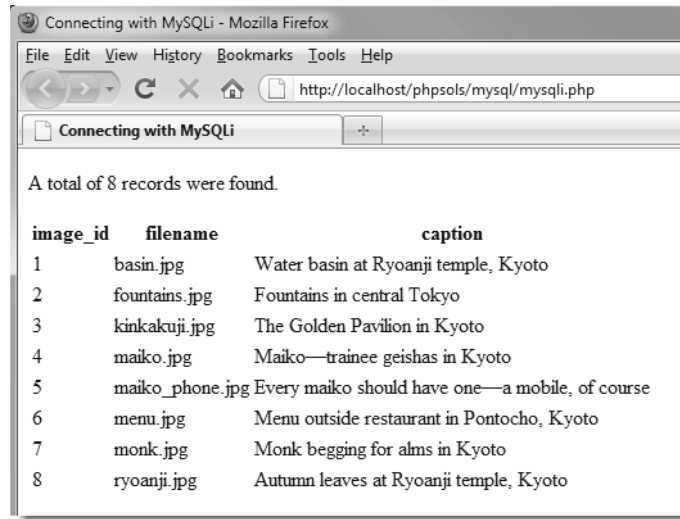 Connecting with MySQLi - Mozilla Firefox
File Edit View History Bookmarks Tools Help
http://localhost/phpsols/mysql/mysqli.php
Connecting with MySQLi
A total of 8 records were found.
image_id filename caption
1 basin.jpg Water basin at Ryoanji temple, Kyoto
2 fountains.jpg Fountains in central Tokyo
3 kinkakuji.jpg The Golden Pavilion in Kyoto
4 maiko.jpg Maiko—trainee geishas in Kyoto
5 maiko_phone.jpg Every maiko should have one—a mobile, of course
6 menu.jpg Menu outside restaurant in Pontocho, Kyoto
7 monk.jpg Monk begging for alms in Kyoto
8 ryoanji.jpg Autumn leaves at Ryoanji temple, Kyoto